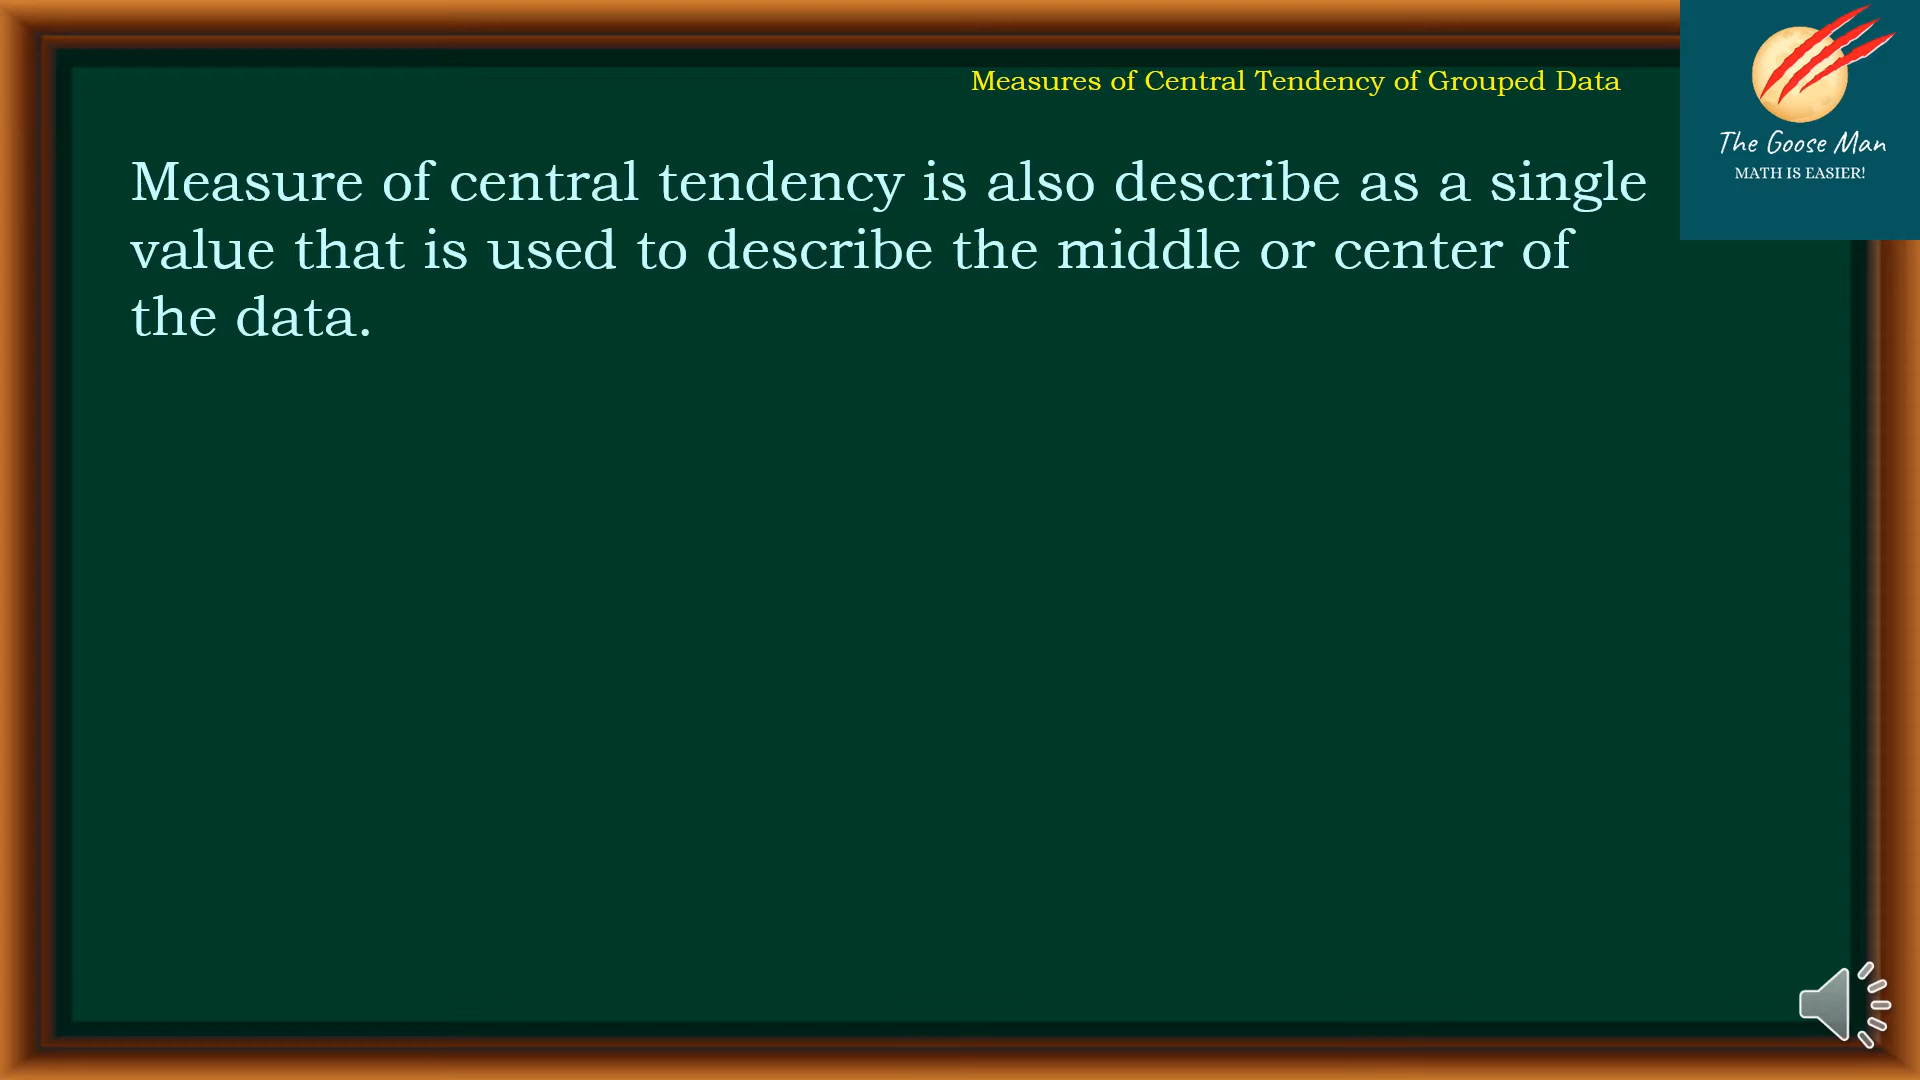 Measures of Central Tendency of Grouped Data
The Goose Man
MATH IS EASIER!
Measure of central tendency is also describe as a single
value that is used to describe the middle or center of
the data.